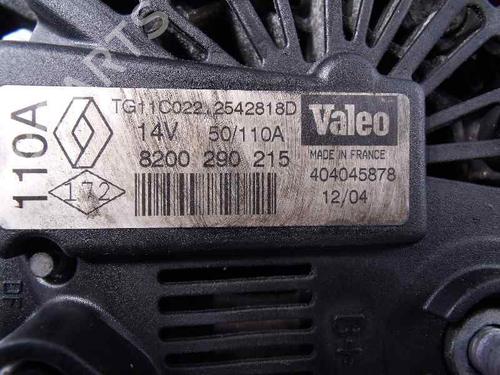 110A
TG11C022 2542818D
14V 50/110A
8200 290 215
172
Valeo
MADE IN FRANCE
404045878
12/04
B+